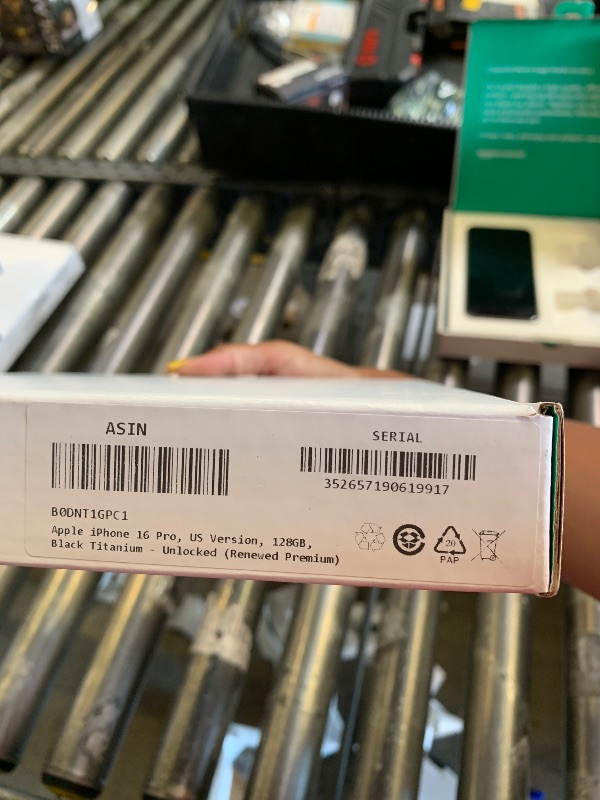 ASIN
SERIAL
352657190619917
B0DNT1GPC1
Apple iPhone 16 Pro, US Version, 128GB,
Black Titanium - Unlocked (Renewed Premium)
20
PAP